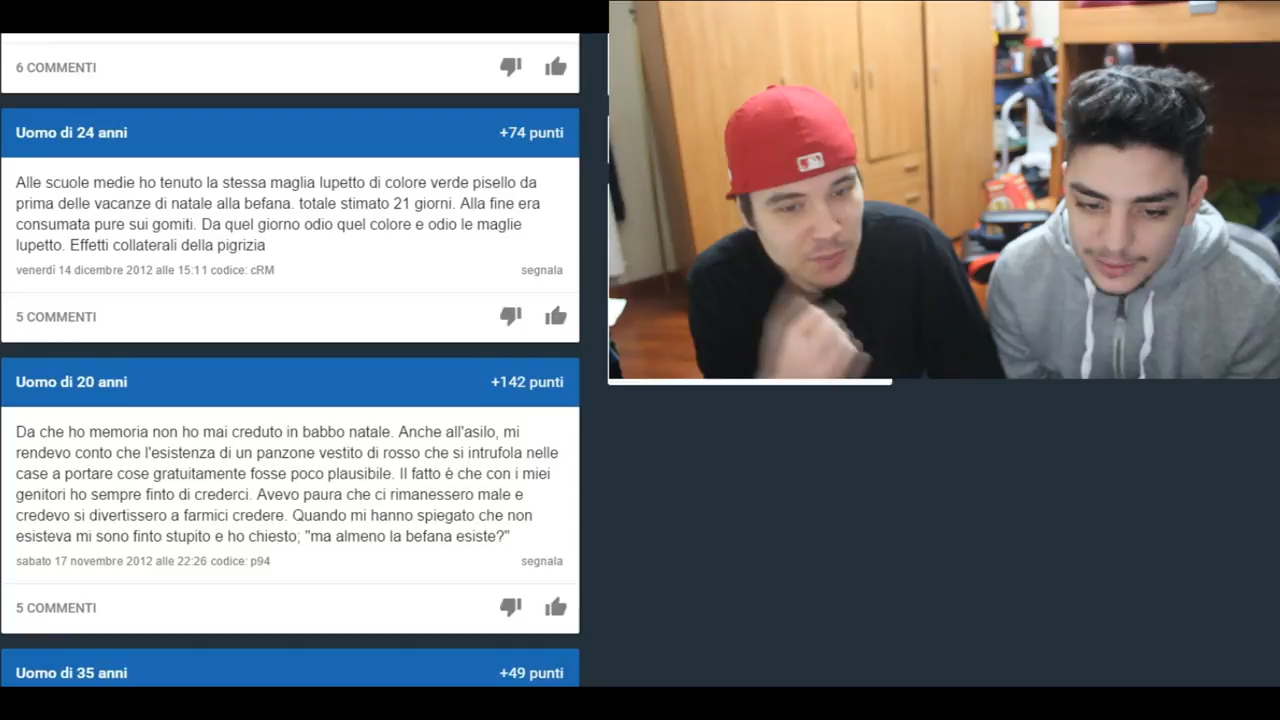 6 COMMENTI
Uomo di 24 anni
+74 punti
Alle scuole medie ho tenuto la stessa maglia lupetto di colore verde pisello da
prima delle vacanze di natale alla befana. totale stimato 21 giorni. Alla fine era
consumata pure sui gomiti. Da quel giorno odio quel colore e odio le maglie
lupetto. Effetti collaterali della pigrizia
venerdì 14 dicembre 2012 alle 15:11 codice: cRM
segnala
5 COMMENTI
Uomo di 20 anni
+142 punti
Da che ho memoria non ho mai creduto in babbo natale. Anche all'asilo, mi
rendevo conto che l'esistenza di un panzone vestito di rosso che si intrufola nelle
case a portare cose gratuitamente fosse poco plausibile. Il fatto è che con i miei
genitori ho sempre finto di crederci. Avevo paura che ci rimanessero male e
credevo si divertissero a farmici credere. Quando mi hanno spiegato che non
esisteva mi sono finto stupito e ho chiesto; "ma almeno la befana esiste?"
sabato 17 novembre 2012 alle 22:26 codice: p94
segnala
5 COMMENTI
Uomo di 35 anni
+49 punti